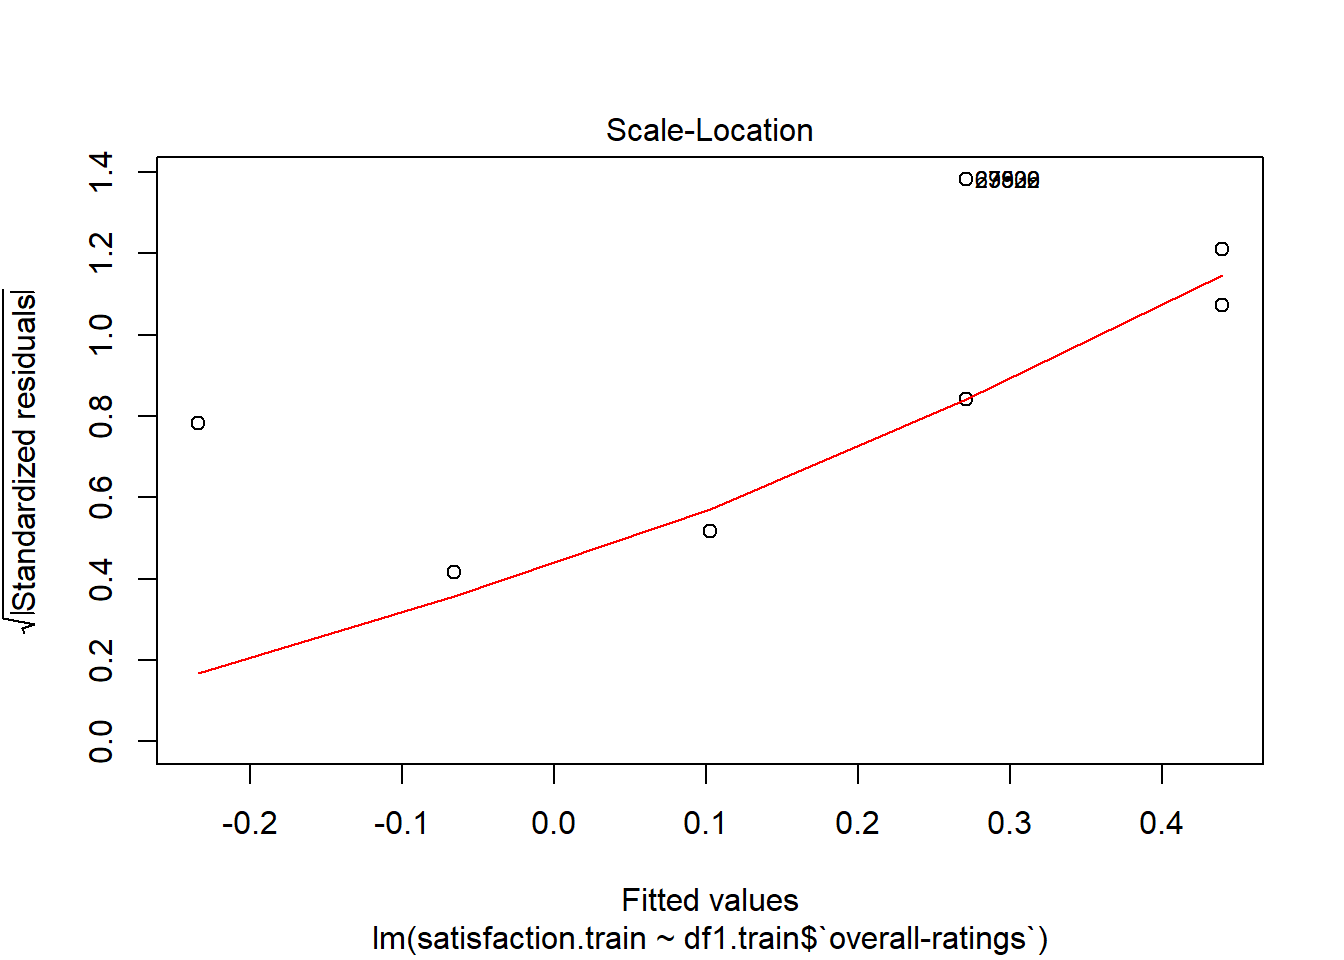 Scale-Location
√|Standardized residuals|
1.4
1.2
1.0
0.8
0.6
0.4
0.2
0.0
-0.2 -0.1 0.0 0.1 0.2 0.3 0.4
Fitted values
lm(satisfaction.train ~ df1.train$`overall-ratings`)